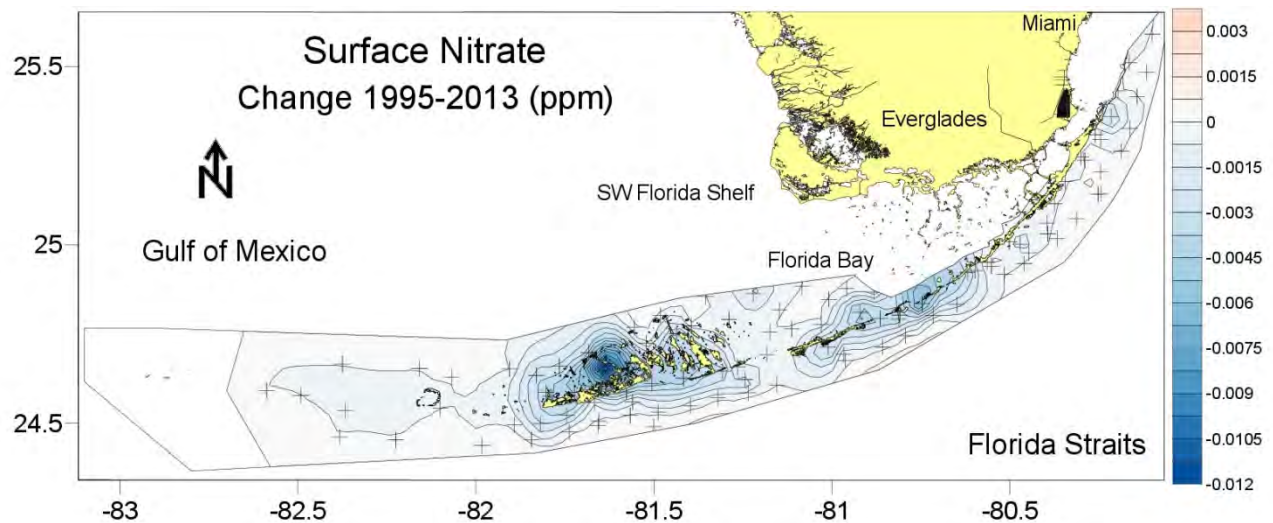 Surface Nitrate
Change 1995-2013 (ppm)
Miami
Everglades
SW Florida Shelf
N
Gulf of Mexico
Florida Bay
Florida Straits
25.5
25
24.5
-83
-82.5
-82
-81.5
-81
-80.5
0.003
0.0015
0
-0.0015
-0.003
-0.0045
-0.006
-0.0075
-0.009
-0.0105
-0.012